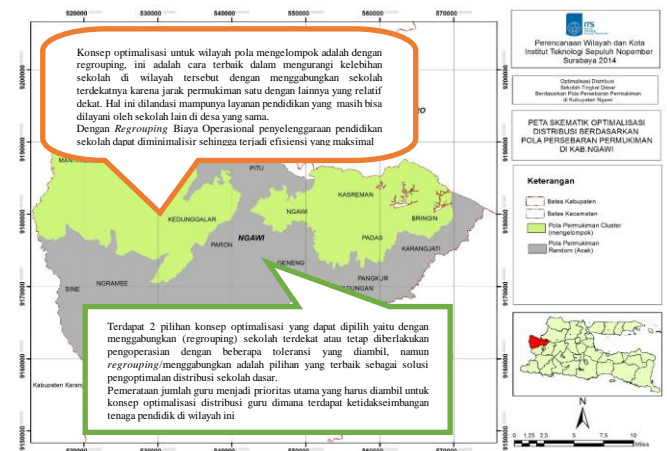 520000 530000 540000 550000 560000 570000
Konsep optimalisasi untuk wilayah pola mengelompok adalah dengan
regrouping, ini adalah cara terbaik dalam mengurangi kelebihan
sekolah di wilayah tersebut dengan menggabungkan sekolah
terdekatnya karena jarak permukiman satu dengan lainnya yang relatif
dekat. Hal ini dilandasi mampunya layanan pendidikan yang masih bisa
dilayani oleh sekolah lain di desa yang sama.
Dengan Regrouping Biaya Operasional penyelenggaraan pendidikan
sekolah dapat diminimalisir sehingga terjadi efisiensi yang maksimal
PITU
KASREMAN
KEDUNGGALAR
NGAWI
BRINGIN
PARON
NGAWI
PADAS
KARANGJATI
GENENG
PANGKUR
SINE
NGRAMBE
Terdapat 2 pilihan konsep optimalisasi yang dapat dipilih yaitu dengan
menggabungkan (regrouping) sekolah terdekat atau tetap diberlakukan
pengoperasian dengan beberapa toleransi yang diambil, namun
regrouping/menggabungkan adalah pilihan yang terbaik sebagai solusi
pengoptimalan distribusi sekolah dasar.
Pemerataan jumlah guru menjadi prioritas utama yang harus diambil untuk
konsep optimalisasi distribusi guru dimana terdapat ketidakseimbangan
tenaga pendidik di wilayah ini
Kabupaten
520000 530000 540000 550000 560000 570000
9200000
9190000
9180000
9170000
9160000
9150000
ITS
Perencanaan Wilayah dan Kota
Institut Teknologi Sepuluh Nopember
Surabaya 2014
Optimalisasi Distribusi
Sekolah Tingkat Dasar
Berdasarkan Pola Persebaran Permukiman
di Kabupaten Ngawi
PETA SKEMATIK OPTIMALISASI
DISTRIBUSI BERDASARKAN
POLA PERSEBARAN PERMUKIMAN
DI KAB.NGAWI
Keterangan
Batas Kabupaten
Batas Kecematan
Pola Permukiman Cluster
(mengelompok)
Pola Permukiman
Random (Acak)
N
0 1,25 2,5 5 7,5 10
Miles